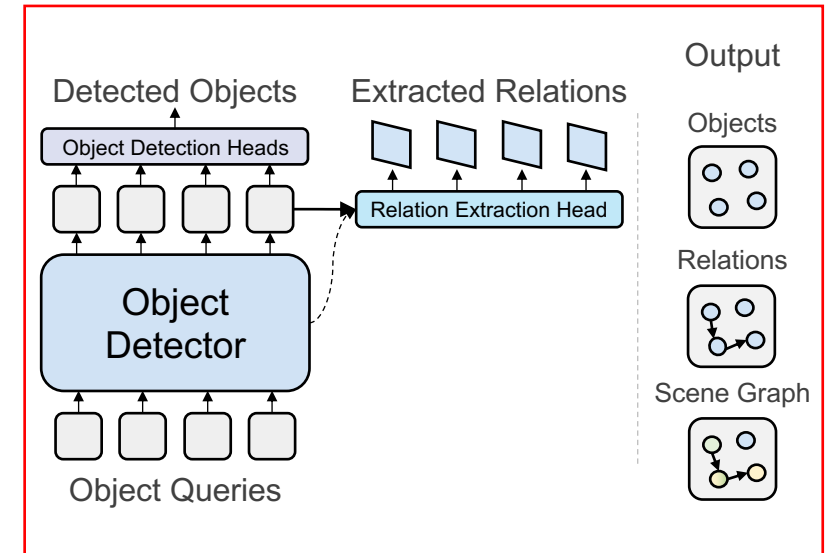 Detected Objects
Object Detection Heads
Object
Detector
Object Queries
Extracted Relations
Relation Extraction Head
Output
Objects
Relations
Scene Graph